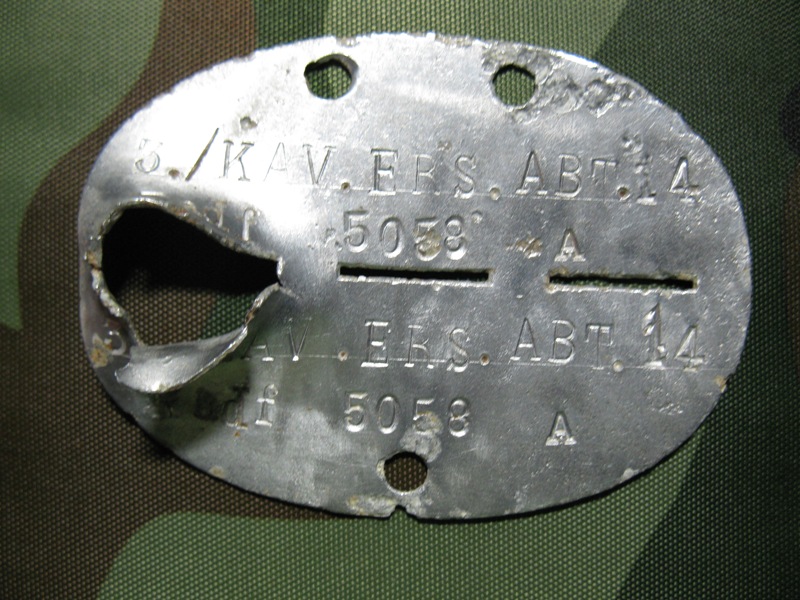 3./KAV.ERS.ABT.14
f 5058 A
AV.ERS.ABT.14
f 5058 A